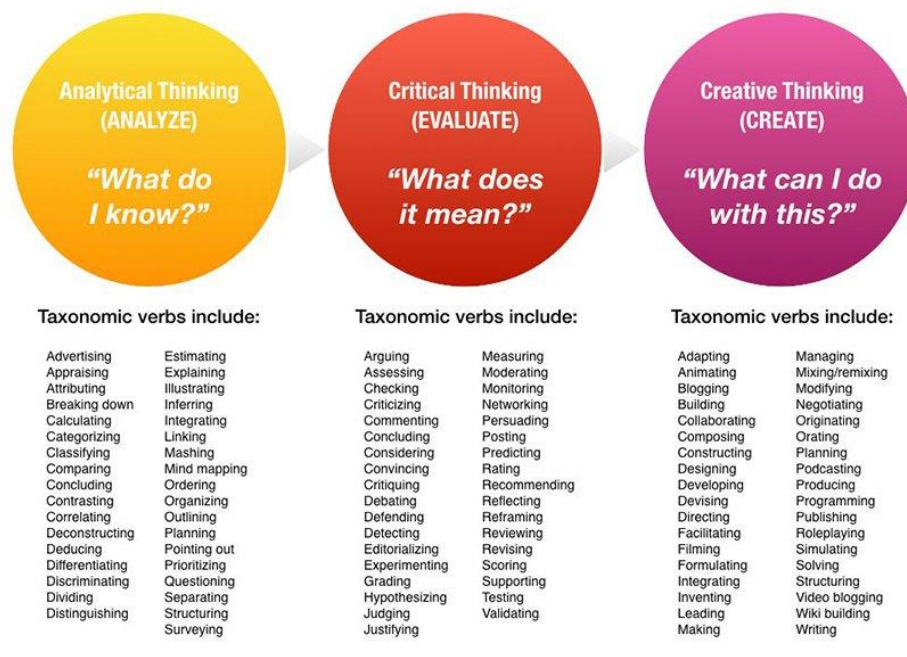 Analytical Thinking
(ANALYZE)
“What do
I know?”
Critical Thinking
(EVALUATE)
“What does
it mean?”
Creative Thinking
(CREATE)
“What can I do
with this?”
Taxonomic verbs include:
Advertising
Appraising
Attributing
Breaking down
Calculating
Categorizing
Classifying
Comparing
Concluding
Contrasting
Correlating
Deconstructing
Deducing
Differentiating
Discriminating
Dividing
Distinguishing
Estimating
Explaining
Illustrating
Inferring
Integrating
Linking
Mashing
Mind mapping
Ordering
Organizing
Outlining
Planning
Pointing out
Prioritizing
Questioning
Separating
Structuring
Surveying
Taxonomic verbs include:
Arguing
Assessing
Checking
Criticizing
Commenting
Concluding
Considering
Convincing
Critiquing
Debating
Defending
Detecting
Editorializing
Experimenting
Grading
Hypothesizing
Judging
Justifying
Measuring
Moderating
Monitoring
Networking
Persuading
Posting
Predicting
Rating
Recommending
Reflecting
Reframing
Reviewing
Revising
Scoring
Supporting
Testing
Validating
Taxonomic verbs include:
Adapting
Animating
Blogging
Building
Collaborating
Composing
Constructing
Designing
Developing
Devising
Directing
Facilitating
Filming
Formulating
Integrating
Inventing
Leading
Making
Managing
Mixing/remixing
Modifying
Negotiating
Originating
Orating
Planning
Podcasting
Producing
Programming
Publishing
Roleplaying
Simulating
Solving
Structuring
Video blogging
Wiki building
Writing